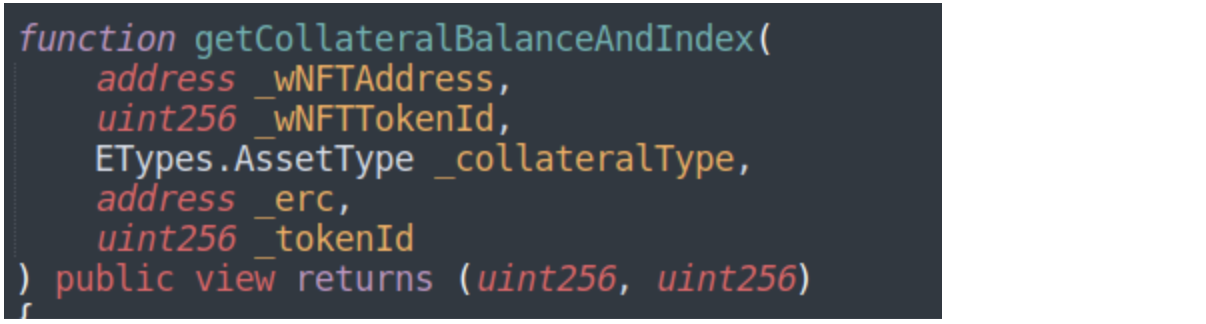 function getCollateralBalanceAndIndex(
address _wNFTAddress,
uint256 _wNFTTokenId,
ETypes.AssetType _collateralType,
address _erc,
uint256 _tokenId
) public view returns (uint256, uint256)
{